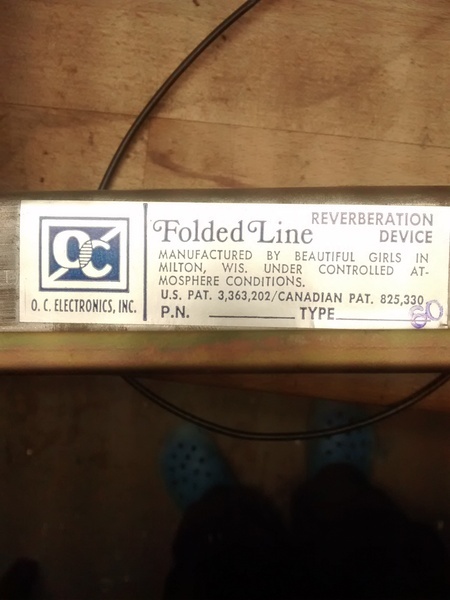 OC
O. C. ELECTRONICS, INC.
Folded Line REVERBERATION
DEVICE
MANUFACTURED BY BEAUTIFUL GIRLS IN
MILTON, WIS. UNDER CONTROLLED AT-
MOSPHERE CONDITIONS.
U.S. PAT. 3,363,202/CANADIAN PAT. 825,330
P.N. TYPE